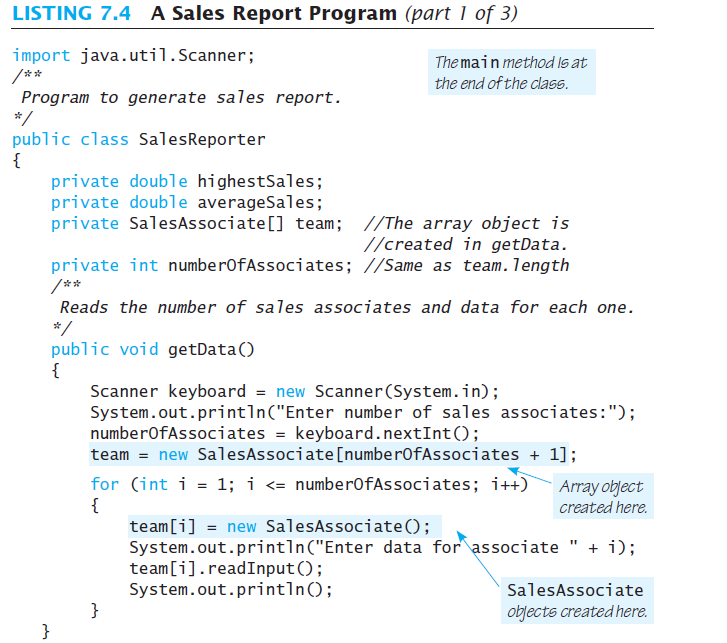 LISTING 7.4 A Sales Report Program (part 1 of 3)
import java.util.Scanner;
/**
 Program to generate sales report.
*/
public class SalesReporter
{
    private double highestSales;
    private double averageSales;
    private SalesAssociate[] team;  //The array object is
                                    //created in getData.
    private int numberOfAssociates; //Same as team.length
    /**
     Reads the number of sales associates and data for each one.
    */
    public void getData()
    {
        Scanner keyboard = new Scanner(System.in);
        System.out.println("Enter number of sales associates:");
        numberOfAssociates = keyboard.nextInt();
        team = new SalesAssociate[numberOfAssociates + 1];
        for (int i = 1; i <= numberOfAssociates; i++)
        {
            team[i] = new SalesAssociate();
            System.out.println("Enter data for associate " + i);
            team[i].readInput();
            System.out.println();
        }
    }
The main method is at
the end of the class.
Array object
created here.
SalesAssociate
objects created here.